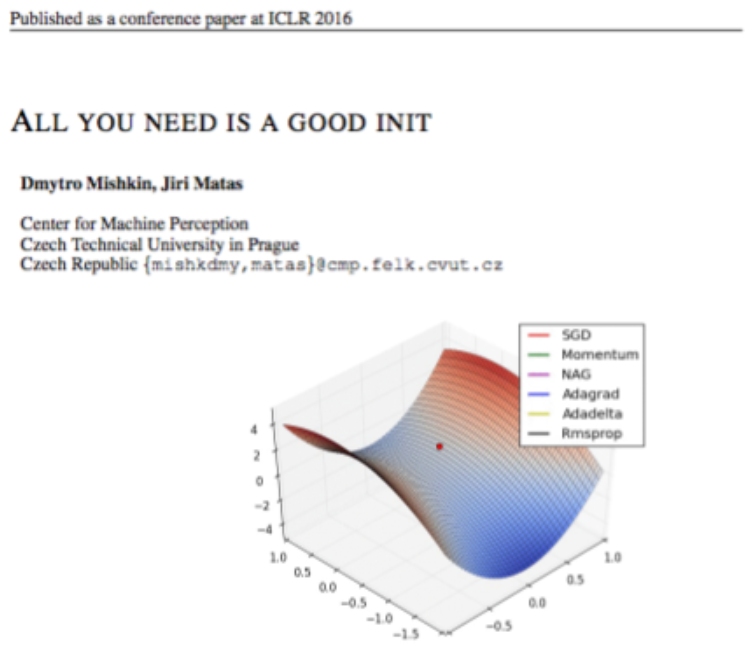 Published as a conference paper at ICLR 2016
ALL YOU NEED IS A GOOD INIT
Dmytro Mishkin, Jiri Matas
Center for Machine Perception
Czech Technical University in Prague
Czech Republic {mishkdmy,matas}@cmp.felk.cvut.cz
SGD
Momentum
NAG
Adagrad
Adadelta
Rmsprop
4
2
0
−2
−4
1.0
0.5
0.0
−0.5
−1.0
−1.5
−0.5
0.0
0.5
1.0